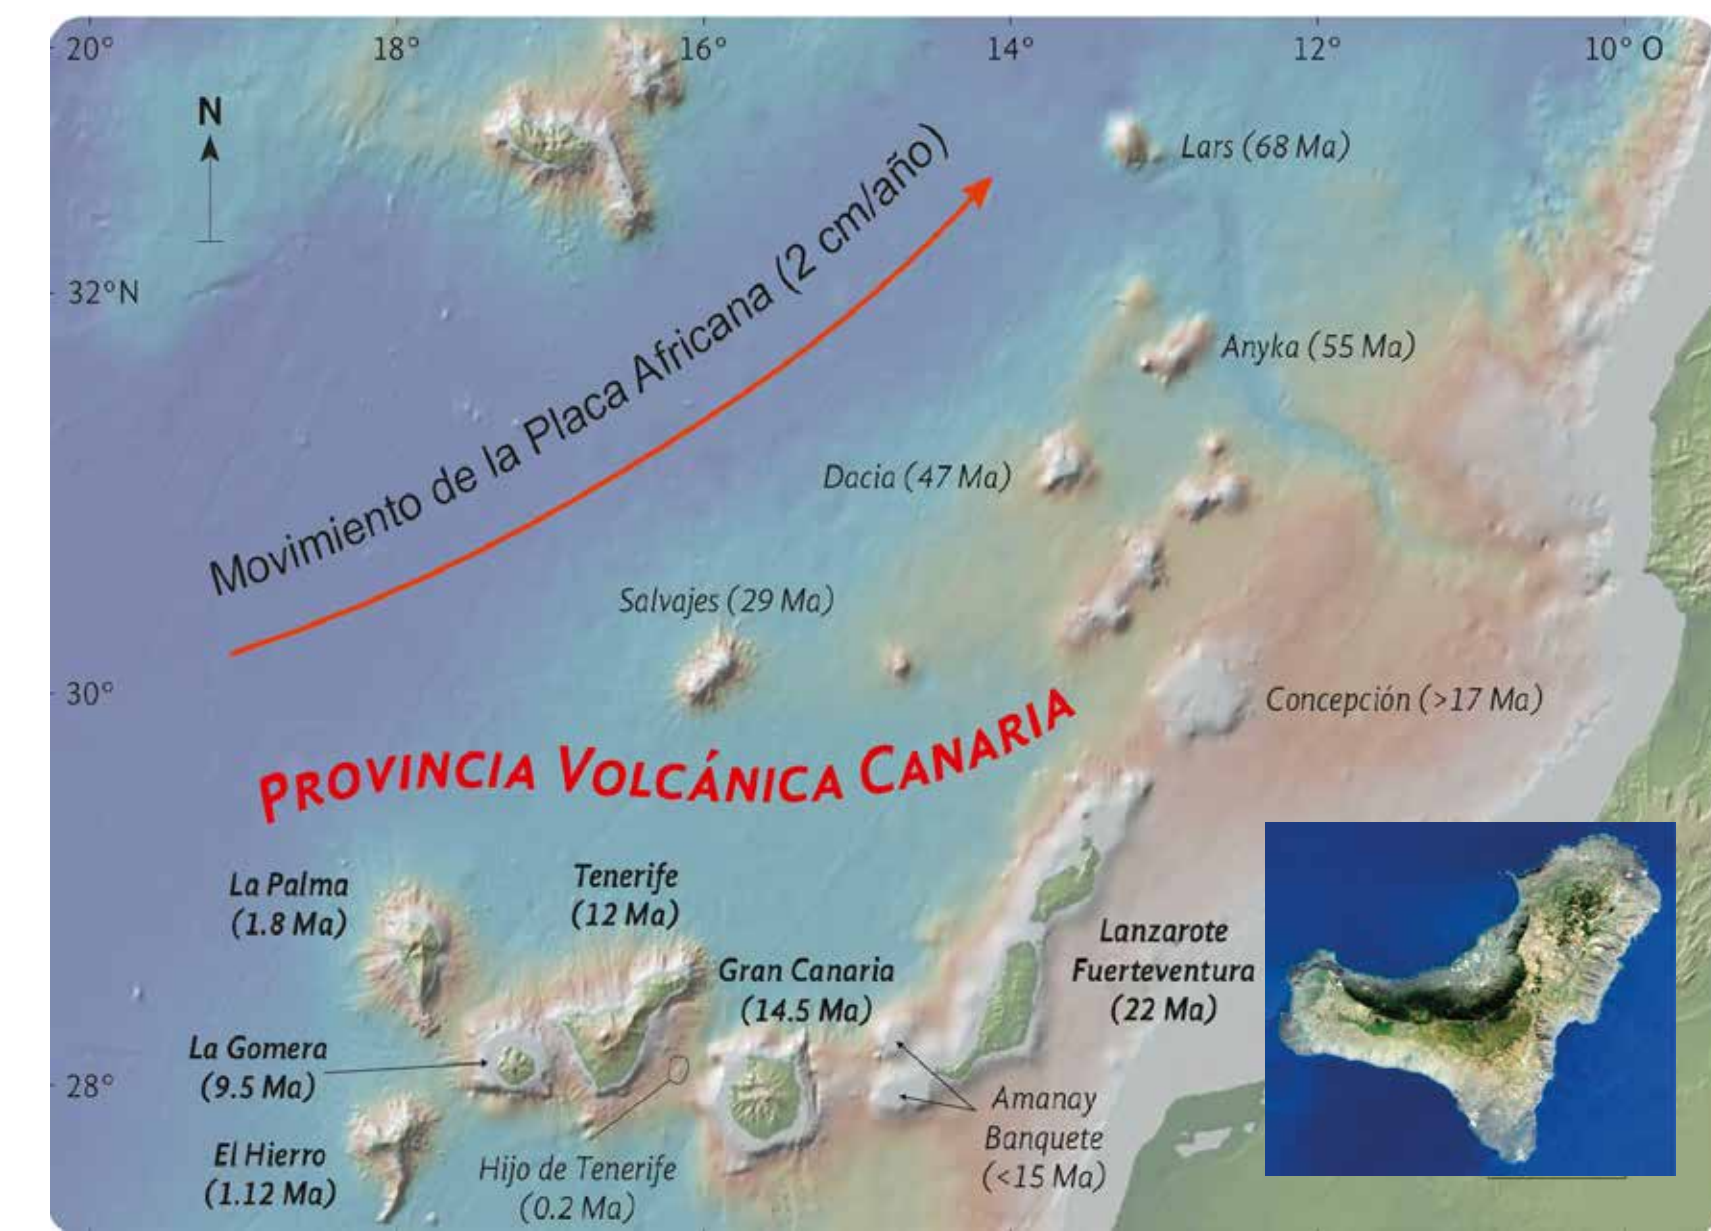 20°
18°
16°
14°
12°
10° O
N
Lars (68 Ma)
Movimiento de la Placa Africana (2 cm/año)
32°N
Anyka (55 Ma)
Dacia (47 Ma)
Salvajes (29 Ma)
30°
Concepción (>17 Ma)
PROVINCIA VOLCÁNICA CANARIA
La Palma
(1.8 Ma)
Tenerife
(12 Ma)
Gran Canaria
(14.5 Ma)
Lanzarote
Fuerteventura
(22 Ma)
La Gomera
(9.5 Ma)
28°
Amanay
Banquete
(<15 Ma)
El Hierro
(1.12 Ma)
Hijo de Tenerife
(0.2 Ma)